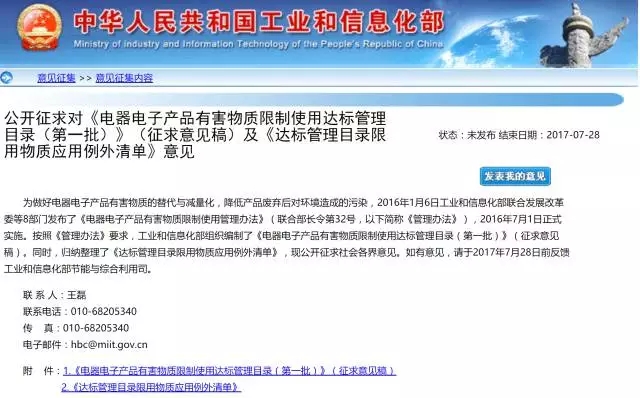 中华人民共和国工业和信息化部
Ministry of Industry and Information Technology of the People's Republic of China
意见征集 >> 意见征集内容
公开征求对《电器电子产品有害物质限制使用达标管理
目录（第一批）》（征求意见稿）及《达标管理目录限
用物质应用例外清单》意见
状态：未发布 结束日期：2017-07-28
发表我的意见
为做好电器电子产品有害物质的替代与减量化，降低产品废弃后对环境造成的污染，2016年1月6日工业和信息化部联合发展改革
委等8部门发布了《电器电子产品有害物质限制使用管理办法》（联合部长令第32号，以下简称《管理办法》），2016年7月1日正式
实施。按照《管理办法》要求，工业和信息化部组织编制了《电器电子产品有害物质限制使用达标管理目录（第一批）》（征求意见
稿）。同时，归纳整理了《达标管理目录限用物质应用例外清单》，现公开征求社会各界意见。如有意见，请于2017年7月28日前反馈
工业和信息化部节能与综合利用司。
联 系 人：王磊
联系电话：010-68205340
传 真：010-68205340
电子邮件：hbc@miit.gov.cn
附 件：1.《电器电子产品有害物质限制使用达标管理目录（第一批）》（征求意见稿）
2.《达标管理目录限用物质应用例外清单》